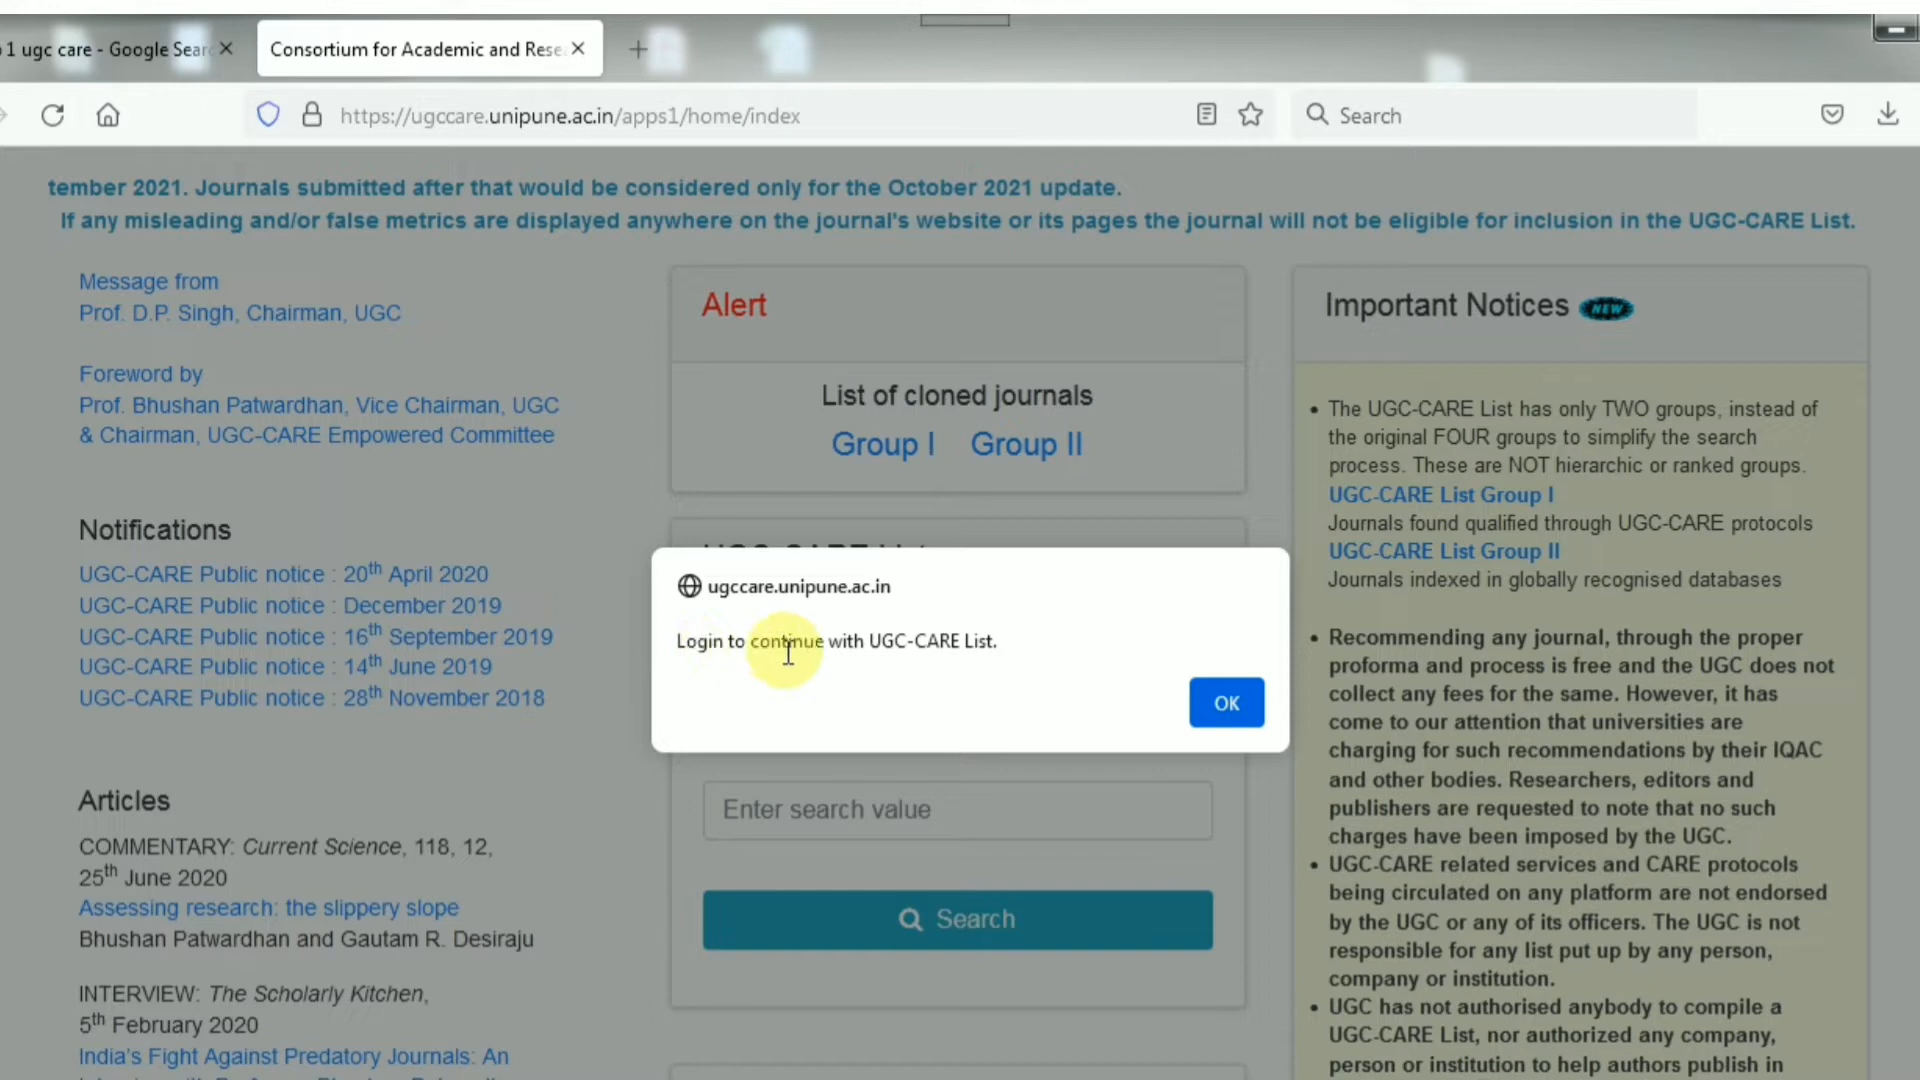 1 ugc care - Google Sear
Consortium for Academic and Rese
https://ugccare.unipune.ac.in/apps1/home/index
Search
tember 2021. Journals submitted after that would be considered only for the October 2021 update.
If any misleading and/or false metrics are displayed anywhere on the journal's website or its pages the journal will not be eligible for inclusion in the UGC-CARE List.
Message from
Prof. D.P. Singh, Chairman, UGC
Foreword by
Prof. Bhushan Patwardhan, Vice Chairman, UGC
& Chairman, UGC-CARE Empowered Committee
Notifications
UGC-CARE Public notice : 20th April 2020
UGC-CARE Public notice : December 2019
UGC-CARE Public notice : 16th September 2019
UGC-CARE Public notice : 14th June 2019
UGC-CARE Public notice : 28th November 2018
Articles
COMMENTARY: Current Science, 118, 12,
25th June 2020
Assessing research: the slippery slope
Bhushan Patwardhan and Gautam R. Desiraju
INTERVIEW: The Scholarly Kitchen,
5th February 2020
India's Fight Against Predatory Journals: An
Alert
List of cloned journals
Group I Group II
ugccare.unipune.ac.in
Login to continue with UGC-CARE List.
OK
Enter search value
Search
Important Notices NEW
• The UGC-CARE List has only TWO groups, instead of
the original FOUR groups to simplify the search
process. These are NOT hierarchic or ranked groups.
UGC-CARE List Group I
Journals found qualified through UGC-CARE protocols
UGC-CARE List Group II
Journals indexed in globally recognised databases
• Recommending any journal, through the proper
proforma and process is free and the UGC does not
collect any fees for the same. However, it has
come to our attention that universities are
charging for such recommendations by their IQAC
and other bodies. Researchers, editors and
publishers are requested to note that no such
charges have been imposed by the UGC.
• UGC-CARE related services and CARE protocols
being circulated on any platform are not endorsed
by the UGC or any of its officers. The UGC is not
responsible for any list put up by any person,
company or institution.
• UGC has not authorised anybody to compile a
UGC-CARE List, nor authorized any company,
person or institution to help authors publish in